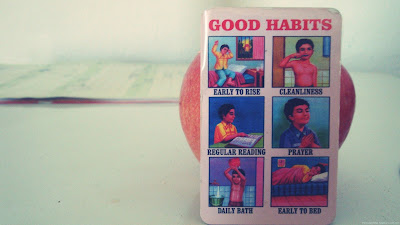 GOOD HABITS
EARLY TO RISE
CLEANLINESS
REGULAR READING
PRAYER
DAILY BATH
EARLY TO BED